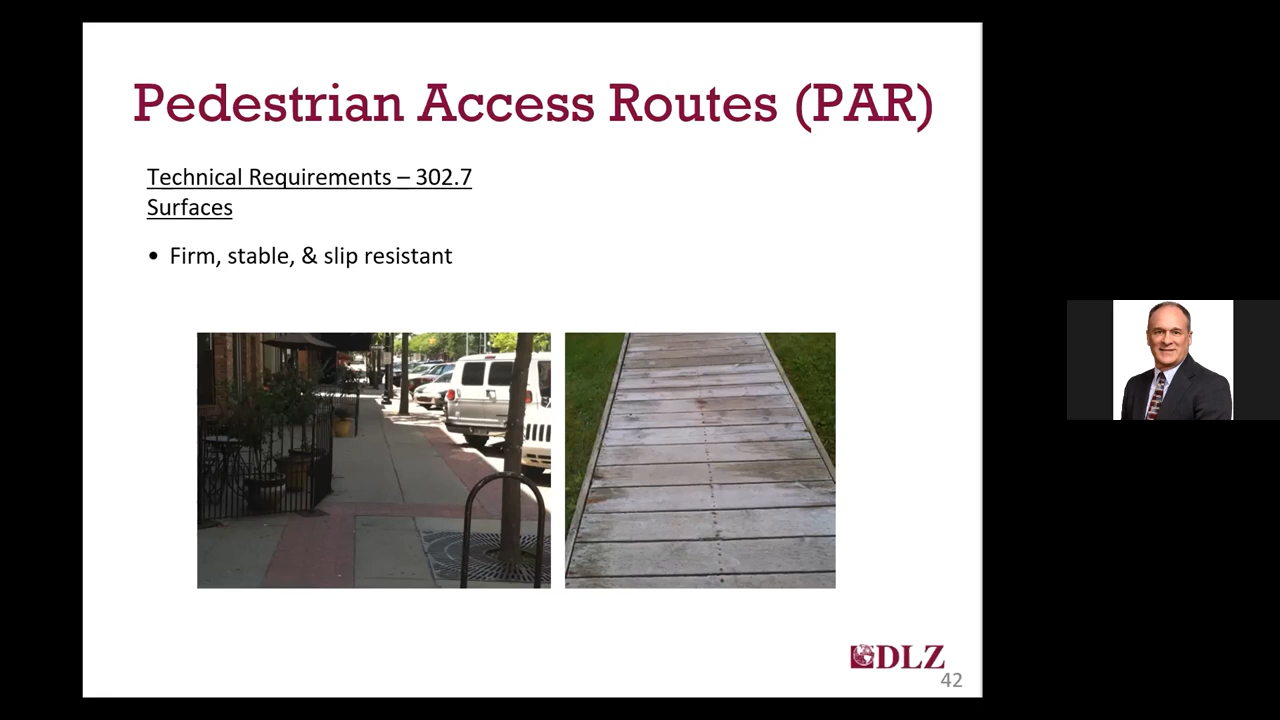 Pedestrian Access Routes (PAR)
Technical Requirements – 302.7
Surfaces
• Firm, stable, & slip resistant
DLZ
42